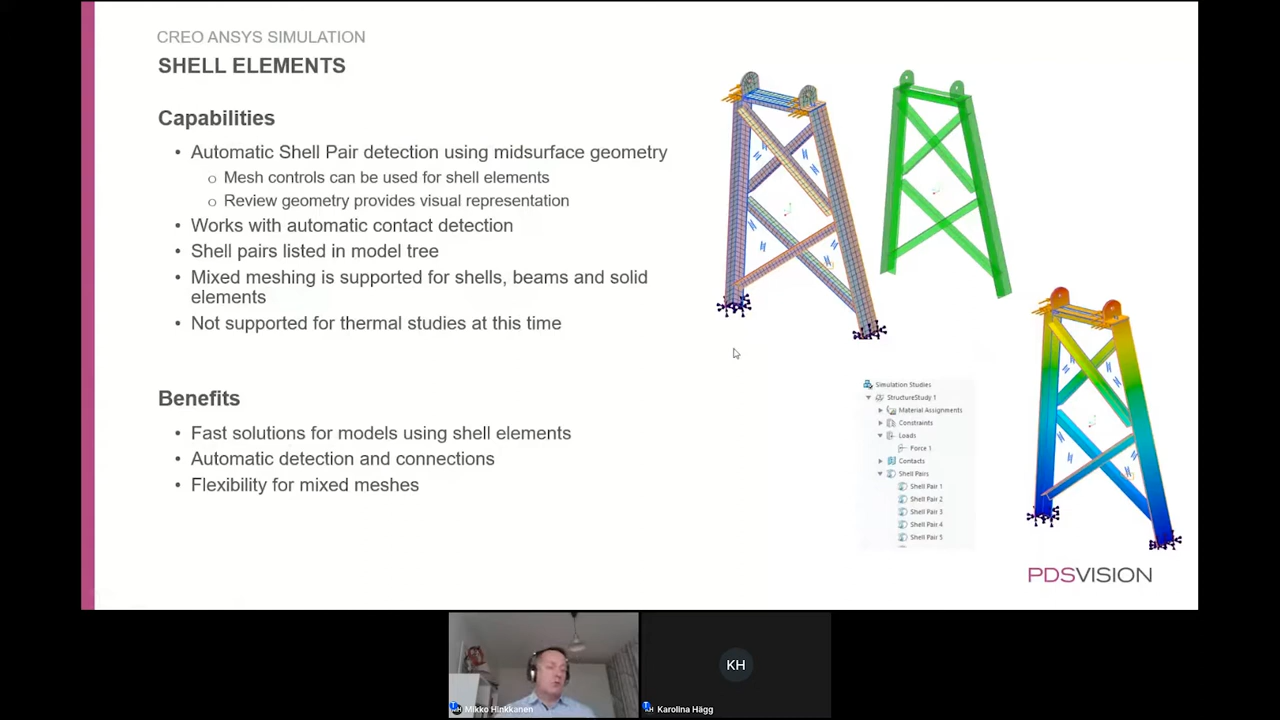 CREO ANSYS SIMULATION
SHELL ELEMENTS
Capabilities
• Automatic Shell Pair detection using midsurface geometry
o Mesh controls can be used for shell elements
o Review geometry provides visual representation
• Works with automatic contact detection
• Shell pairs listed in model tree
• Mixed meshing is supported for shells, beams and solid
elements
• Not supported for thermal studies at this time
Benefits
• Fast solutions for models using shell elements
• Automatic detection and connections
• Flexibility for mixed meshes
Simulation Studies
StructureStudy 1
Material Assignments
Constraints
Loads
Force 1
Contacts
Shell Pairs
Shell Pair 1
Shell Pair 2
Shell Pair 3
Shell Pair 4
Shell Pair 5
PDSVISION
KH
Mikko Hinkkanen
Karolina Hägg